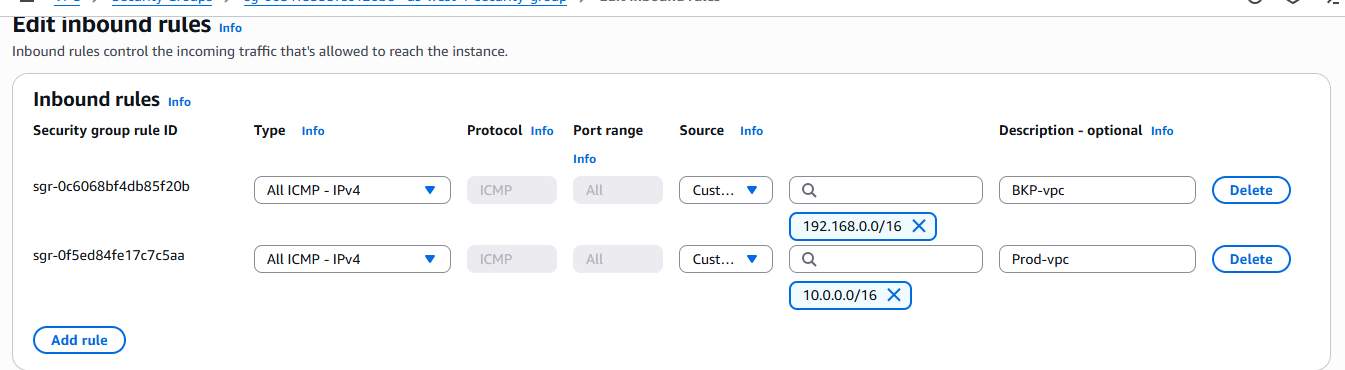 Edit inbound rules Info
Inbound rules control the incoming traffic that's allowed to reach the instance.
Inbound rules Info
Security group rule ID Type Info Protocol Info Port range Info Source Info Description - optional Info
sgr-0c6068bf4db85f20b All ICMP - IPv4 ICMP All Cust... BKP-vpc Delete
192.168.0.0/16
sgr-0f5ed84fe17c7c5aa All ICMP - IPv4 ICMP All Cust... Prod-vpc Delete
10.0.0.0/16
Add rule